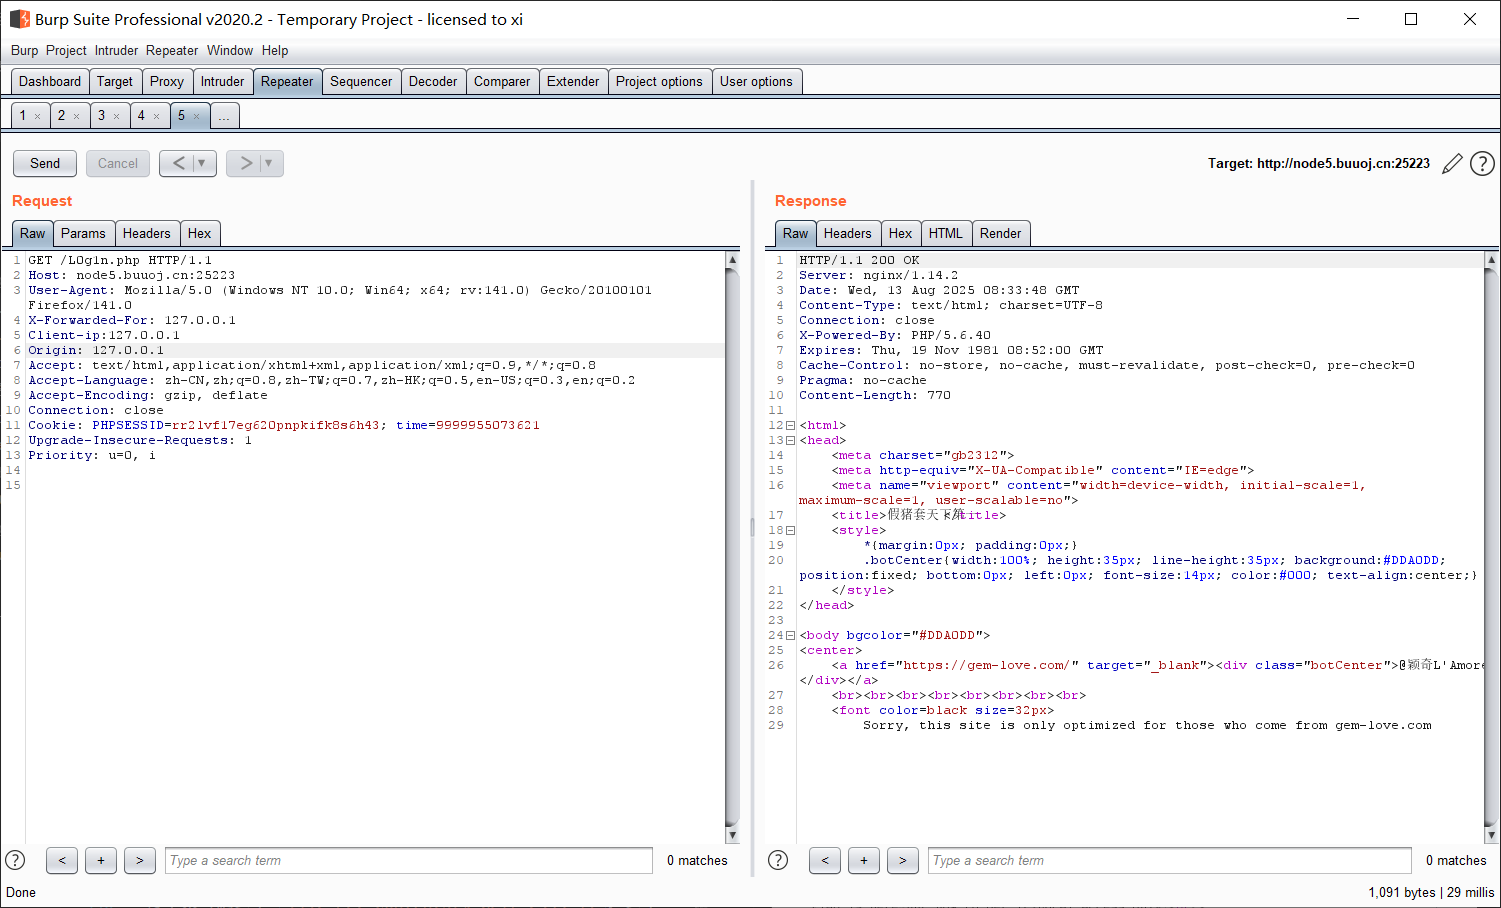 Burp Suite Professional v2020.2 - Temporary Project - licensed to xi
Burp Project Intruder Repeater Window Help
Dashboard Target Proxy Intruder Repeater Sequencer Decoder Comparer Extender Project options User options
1 × 2 × 3 × 4 × 5 × ...
Send Cancel < ▼ > ▼ Target: http://node5.buuoj.cn:25223 ?
Request
Raw Params Headers Hex
1 GET /L0g1n.php HTTP/1.1
2 Host: node5.buuoj.cn:25223
3 User-Agent: Mozilla/5.0 (Windows NT 10.0; Win64; x64; rv:141.0) Gecko/20100101
Firefox/141.0
4 X-Forwarded-For: 127.0.0.1
5 Client-ip:127.0.0.1
6 Origin: 127.0.0.1
7 Accept: text/html,application/xhtml+xml,application/xml;q=0.9,*/*;q=0.8
8 Accept-Language: zh-CN,zh;q=0.8,zh-TW;q=0.7,zh-HK;q=0.5,en-US;q=0.3,en;q=0.2
9 Accept-Encoding: gzip, deflate
10 Connection: close
11 Cookie: PHPSESSID=rr2lvf17eg620pnpkifk8s6h43; time=9999955073621
12 Upgrade-Insecure-Requests: 1
13 Priority: u=0, i
14
15
? < + > Type a search term 0 matches
Response
Raw Headers Hex HTML Render
1 HTTP/1.1 200 OK
2 Server: nginx/1.14.2
3 Date: Wed, 13 Aug 2025 08:33:48 GMT
4 Content-Type: text/html; charset=UTF-8
5 Connection: close
6 X-Powered-By: PHP/5.6.40
7 Expires: Thu, 19 Nov 1981 08:52:00 GMT
8 Cache-Control: no-store, no-cache, must-revalidate, post-check=0, pre-check=0
9 Pragma: no-cache
10 Content-Length: 770
11
12 <html>
13 <head>
14 <meta charset="gb2312">
15 <meta http-equiv="X-UA-Compatible" content="IE=edge">
16 <meta name="viewport" content="width=device-width, initial-scale=1,
maximum-scale=1, user-scalable=no">
17 <title>假猪套天下第一</title>
18 <style>
19 *{margin:0px; padding:0px;}
20 .botCenter{width:100%; height:35px; line-height:35px; background:#DDA0DD;
position:fixed; bottom:0px; left:0px; font-size:14px; color:#000; text-align:center;}
21 </style>
22 </head>
23
24 <body bgcolor="#DDA0DD">
25 <center>
26 <a href="https://gem-love.com/" target="_blank"><div class="botCenter">@颖奇L'Amore
</div></a>
27 <br><br><br><br><br><br><br><br>
28 <font color=black size=32px>
29 Sorry, this site is only optimized for those who come from gem-love.com
? < + > Type a search term 0 matches
Done 1,091 bytes | 29 millis